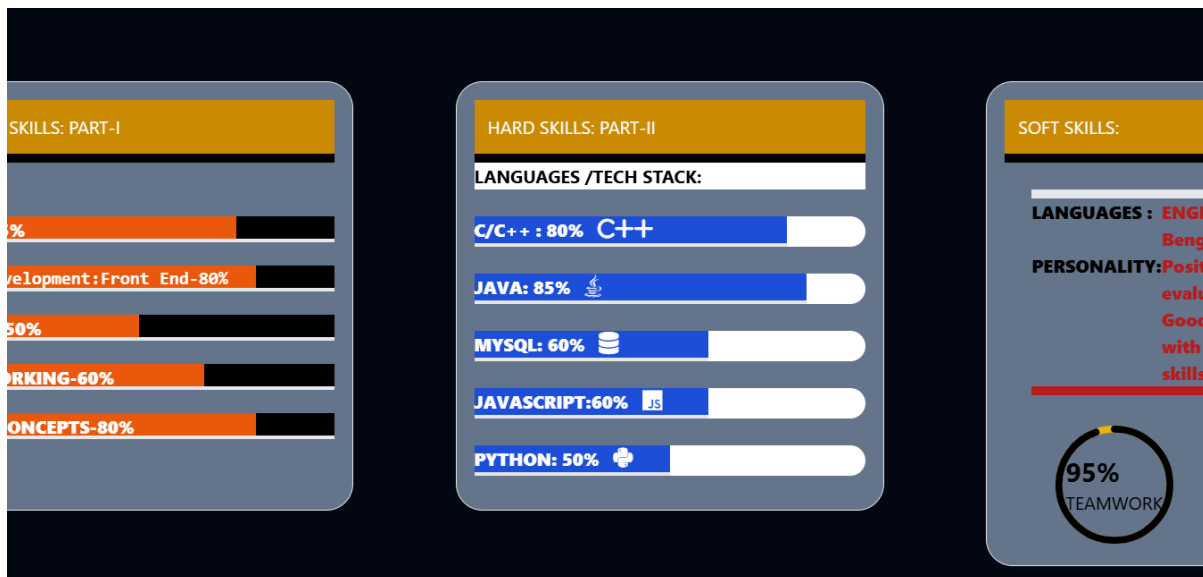 SKILLS: PART-I
%
velopment:Front End-80%
50%
ORKING-60%
ONCEPTS-80%
HARD SKILLS: PART-II
LANGUAGES /TECH STACK:
C/C++ : 80% C++
JAVA: 85%
MYSQL: 60%
JAVASCRIPT:60% JS
PYTHON: 50%
SOFT SKILLS:
LANGUAGES : ENGL
Beng
PERSONALITY:Posit
evalu
Good
with
skills
95%
TEAMWORK